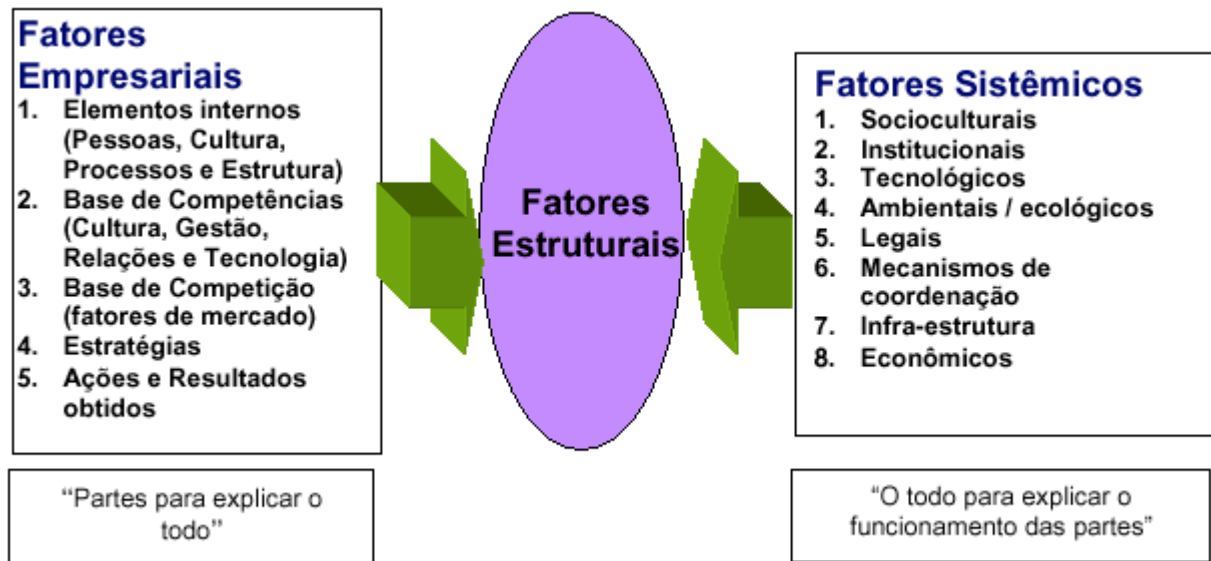 Fatores
Empresariais
1. Elementos internos
(Pessoas, Cultura,
Processos e Estrutura)
2. Base de Competências
(Cultura, Gestão,
Relações e Tecnologia)
3. Base de Competição
(fatores de mercado)
4. Estratégias
5. Ações e Resultados
obtidos
"Partes para explicar o
todo"
Fatores
Estruturais
Fatores Sistêmicos
1. Socioculturais
2. Institucionais
3. Tecnológicos
4. Ambientais / ecológicos
5. Legais
6. Mecanismos de
coordenação
7. Infra-estrutura
8. Econômicos
"O todo para explicar o
funcionamento das partes"